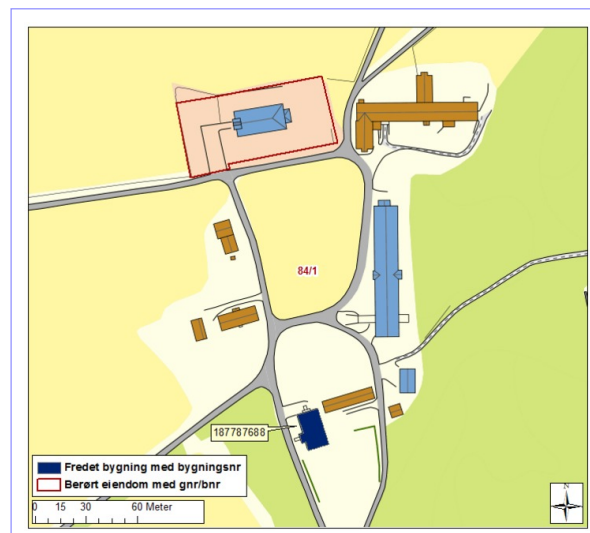 84/1
187787688
Fredet bygning med bygningsnr
Berørt eiendom med gnr/bnr
0 15 30 60 Meter
N